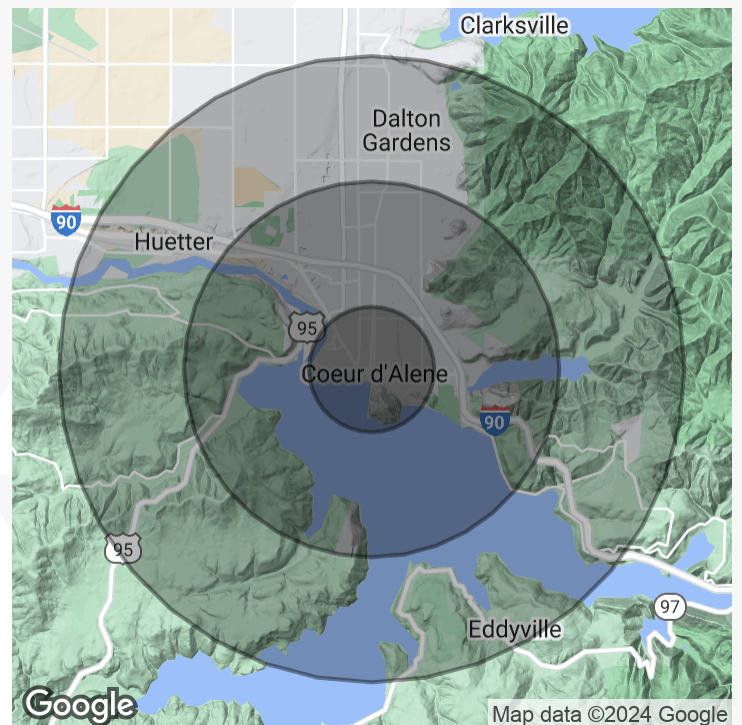 Clarksville
Dalton
Gardens
90
Huetter
95
Coeur d'Alene
90
95
97
Eddyville
Google
Map data ©2024 Google